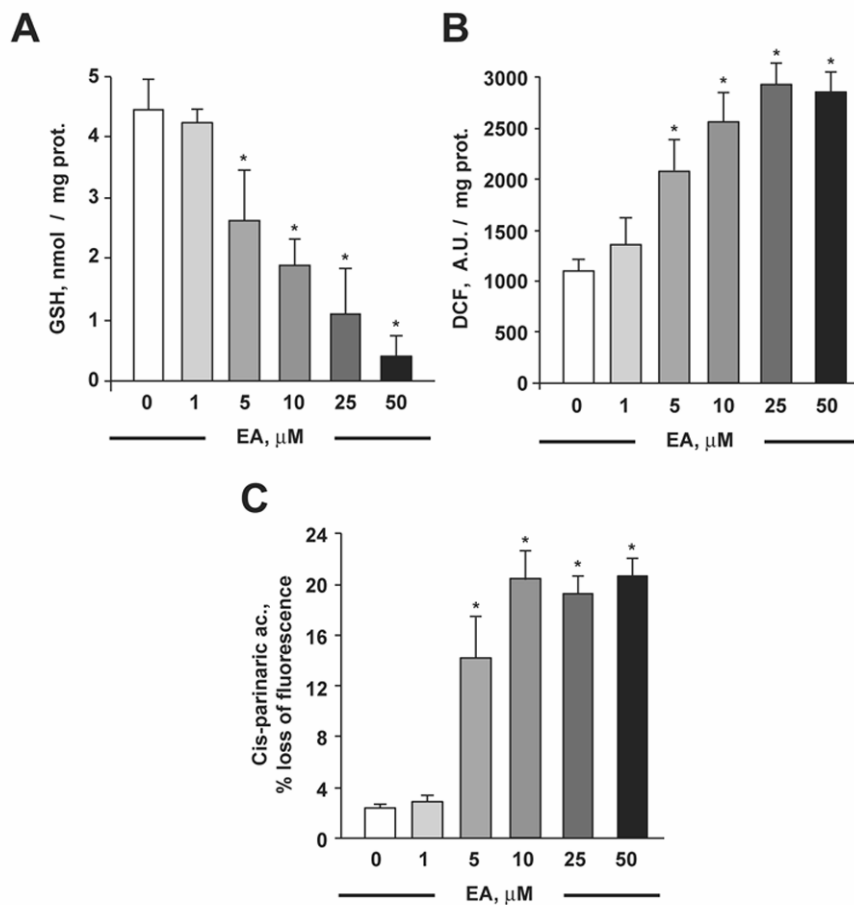 A
GSH, nmol / mg prot.
5
4
3
2
1
0
*
*
*
*
0 1 5 10 25 50
EA, μM
B
DCF, A.U. / mg prot.
3000
2500
2000
1500
1000
500
0
*
*
*
*
0 1 5 10 25 50
EA, μM
C
Cis-parinaric ac.,
% loss of fluorescence
24
20
16
12
8
4
0
*
*
*
*
0 1 5 10 25 50
EA, μM